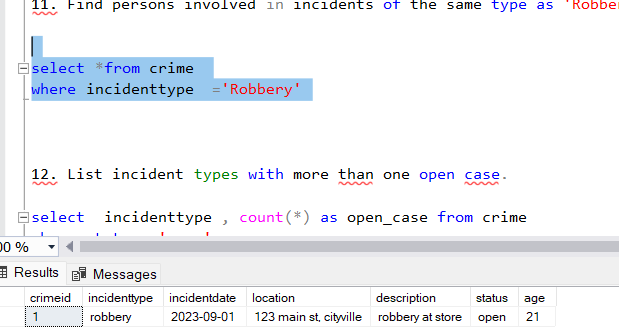 11. Find persons involved in incidents of the same type as 'Robber
select *from crime
where incidenttype ='Robbery'
12. List incident types with more than one open case.
select incidenttype , count(*) as open_case from crime
00 %
Results Messages
crimeid incidenttype incidentdate location description status age
1 robbery 2023-09-01 123 main st, cityville robbery at store open 21